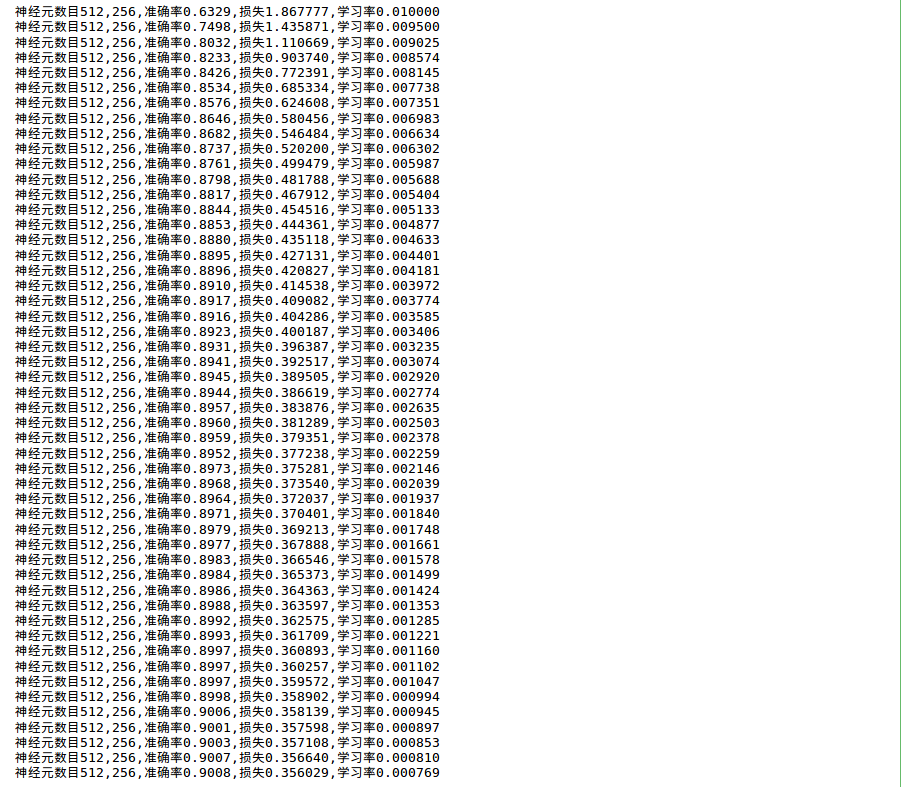 神经元数目512,256,准确率0.6329,损失1.867777,学习率0.010000
神经元数目512,256,准确率0.7498,损失1.435871,学习率0.009500
神经元数目512,256,准确率0.8032,损失1.110669,学习率0.009025
神经元数目512,256,准确率0.8233,损失0.903740,学习率0.008574
神经元数目512,256,准确率0.8426,损失0.772391,学习率0.008145
神经元数目512,256,准确率0.8534,损失0.685334,学习率0.007738
神经元数目512,256,准确率0.8576,损失0.624608,学习率0.007351
神经元数目512,256,准确率0.8646,损失0.580456,学习率0.006983
神经元数目512,256,准确率0.8682,损失0.546484,学习率0.006634
神经元数目512,256,准确率0.8737,损失0.520200,学习率0.006302
神经元数目512,256,准确率0.8761,损失0.499479,学习率0.005987
神经元数目512,256,准确率0.8798,损失0.481788,学习率0.005688
神经元数目512,256,准确率0.8817,损失0.467912,学习率0.005404
神经元数目512,256,准确率0.8844,损失0.454516,学习率0.005133
神经元数目512,256,准确率0.8853,损失0.444361,学习率0.004877
神经元数目512,256,准确率0.8880,损失0.435118,学习率0.004633
神经元数目512,256,准确率0.8895,损失0.427131,学习率0.004401
神经元数目512,256,准确率0.8896,损失0.420827,学习率0.004181
神经元数目512,256,准确率0.8910,损失0.414538,学习率0.003972
神经元数目512,256,准确率0.8917,损失0.409082,学习率0.003774
神经元数目512,256,准确率0.8916,损失0.404286,学习率0.003585
神经元数目512,256,准确率0.8923,损失0.400187,学习率0.003406
神经元数目512,256,准确率0.8931,损失0.396387,学习率0.003235
神经元数目512,256,准确率0.8941,损失0.392517,学习率0.003074
神经元数目512,256,准确率0.8945,损失0.389505,学习率0.002920
神经元数目512,256,准确率0.8944,损失0.386619,学习率0.002774
神经元数目512,256,准确率0.8957,损失0.383876,学习率0.002635
神经元数目512,256,准确率0.8960,损失0.381289,学习率0.002503
神经元数目512,256,准确率0.8959,损失0.379351,学习率0.002378
神经元数目512,256,准确率0.8952,损失0.377238,学习率0.002259
神经元数目512,256,准确率0.8973,损失0.375281,学习率0.002146
神经元数目512,256,准确率0.8968,损失0.373540,学习率0.002039
神经元数目512,256,准确率0.8964,损失0.372037,学习率0.001937
神经元数目512,256,准确率0.8971,损失0.370401,学习率0.001840
神经元数目512,256,准确率0.8979,损失0.369213,学习率0.001748
神经元数目512,256,准确率0.8977,损失0.367888,学习率0.001661
神经元数目512,256,准确率0.8983,损失0.366546,学习率0.001578
神经元数目512,256,准确率0.8984,损失0.365373,学习率0.001499
神经元数目512,256,准确率0.8986,损失0.364363,学习率0.001424
神经元数目512,256,准确率0.8988,损失0.363597,学习率0.001353
神经元数目512,256,准确率0.8992,损失0.362575,学习率0.001285
神经元数目512,256,准确率0.8993,损失0.361709,学习率0.001221
神经元数目512,256,准确率0.8997,损失0.360893,学习率0.001160
神经元数目512,256,准确率0.8997,损失0.360257,学习率0.001102
神经元数目512,256,准确率0.8997,损失0.359572,学习率0.001047
神经元数目512,256,准确率0.8998,损失0.358902,学习率0.000994
神经元数目512,256,准确率0.9006,损失0.358139,学习率0.000945
神经元数目512,256,准确率0.9001,损失0.357598,学习率0.000897
神经元数目512,256,准确率0.9003,损失0.357108,学习率0.000853
神经元数目512,256,准确率0.9007,损失0.356640,学习率0.000810
神经元数目512,256,准确率0.9008,损失0.356029,学习率0.000769